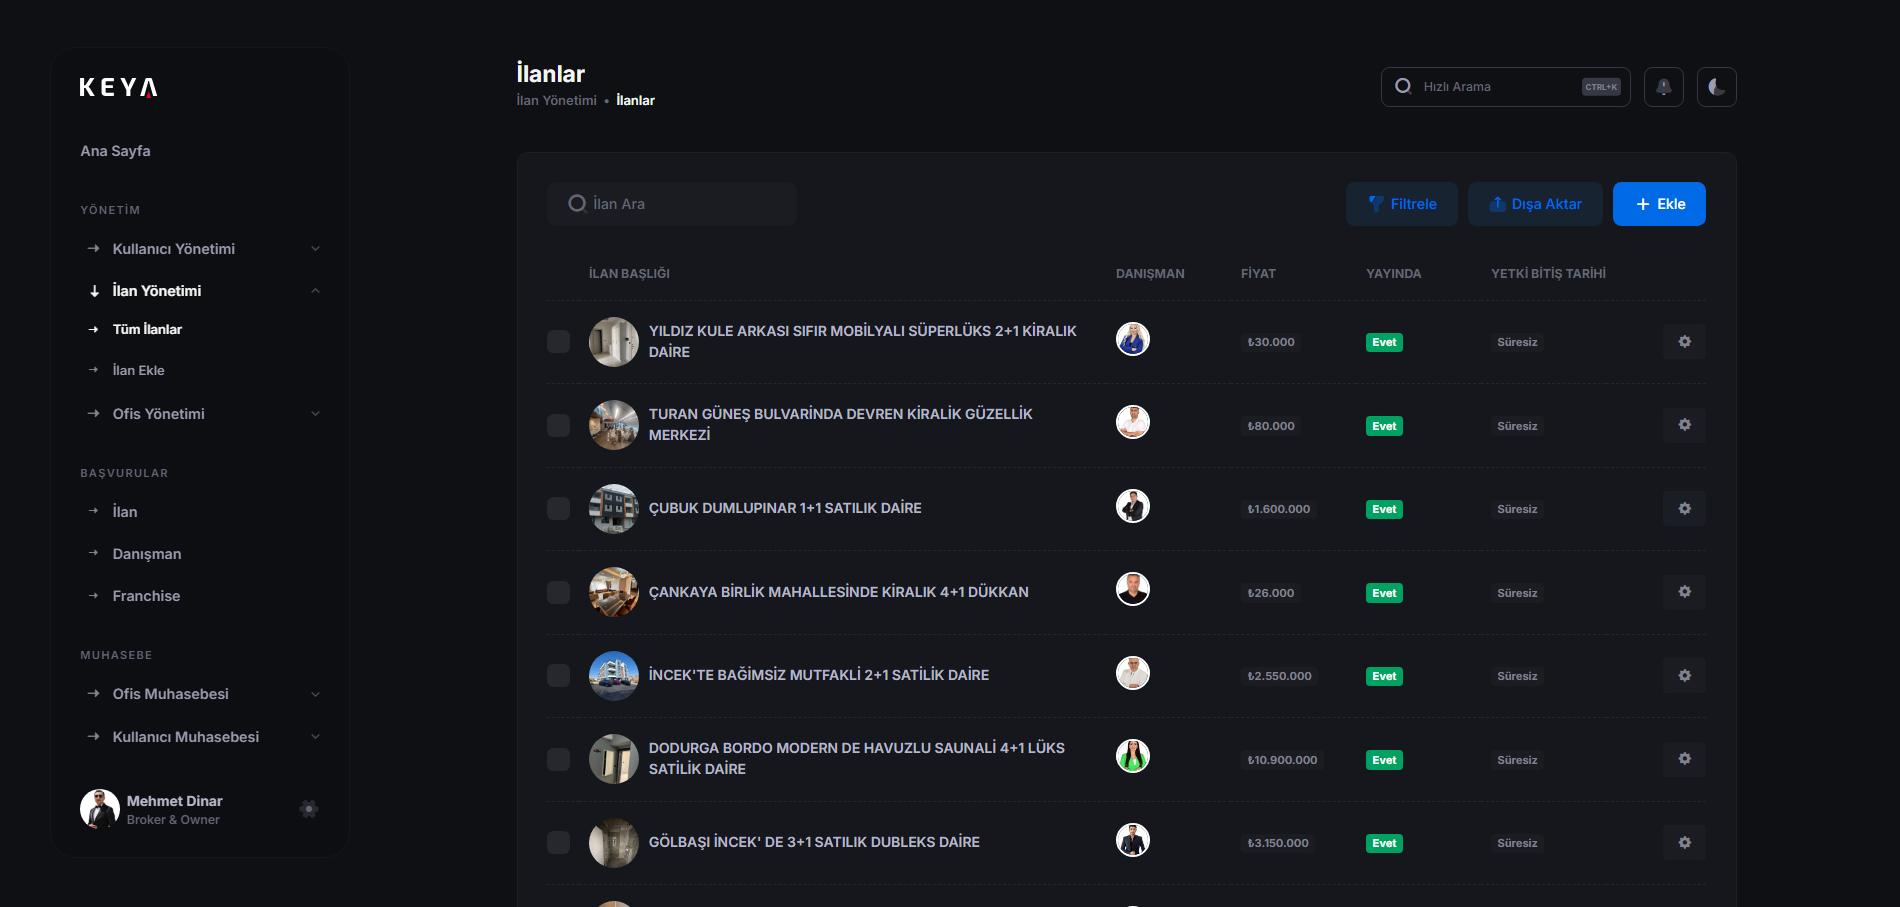 KEYA
Ana Sayfa
YÖNETİM
Kullanıcı Yönetimi
İlan Yönetimi
Tüm İlanlar
İlan Ekle
Ofis Yönetimi
BAŞVURULAR
İlan
Danışman
Franchise
MUHASEBE
Ofis Muhasebesi
Kullanıcı Muhasebesi
Mehmet Dinar
Broker & Owner
İlanlar
İlan Yönetimi • İlanlar
Hızlı Arama CTRL+K
İlan Ara
Filtrele
Dışa Aktar
+ Ekle
İLAN BAŞLIĞI DANIŞMAN FİYAT YAYINDA YETKİ BİTİŞ TARİHİ
YILDIZ KULE ARKASI SIFIR MOBİLYALI SÜPERLÜKS 2+1 KİRALIK
DAİRE
₺30.000 Evet Süresiz
TURAN GÜNEŞ BULVARİNDA DEVREN KİRALİK GÜZELLİK
MERKEZİ
₺80.000 Evet Süresiz
ÇUBUK DUMLUPINAR 1+1 SATILIK DAİRE ₺1.600.000 Evet Süresiz
ÇANKAYA BİRLİK MAHALLESİNDE KİRALIK 4+1 DÜKKAN ₺26.000 Evet Süresiz
İNCEK'TE BAĞİMSİZ MUTFAKLİ 2+1 SATİLİK DAİRE ₺2.550.000 Evet Süresiz
DODURGA BORDO MODERN DE HAVUZLU SAUNALİ 4+1 LÜKS
SATİLİK DAİRE
₺10.900.000 Evet Süresiz
GÖLBAŞI İNCEK' DE 3+1 SATILIK DUBLEKS DAİRE ₺3.150.000 Evet Süresiz